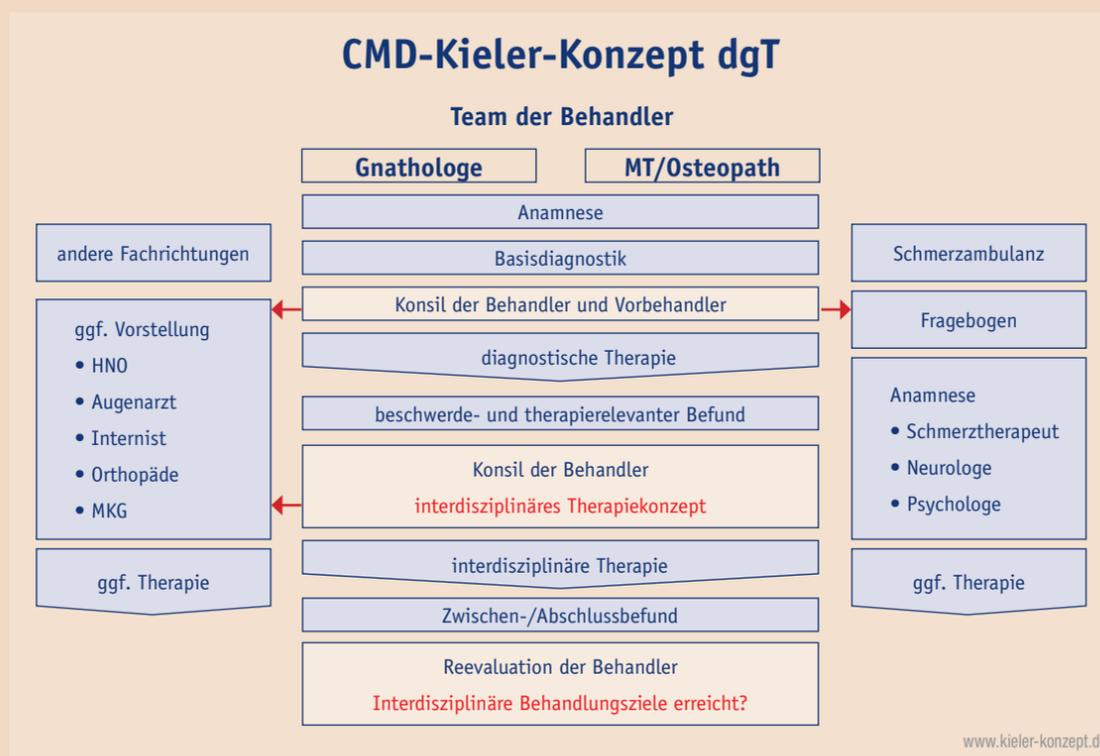 CMD-Kieler-Konzept dgT
Team der Behandler
Gnathologe
MT/Osteopath
Anamnese
Basisdiagnostik
Konsil der Behandler und Vorbehandler
diagnostische Therapie
beschwerde- und therapierelevanter Befund
Konsil der Behandler
interdisziplinäres Therapiekonzept
interdisziplinäre Therapie
Zwischen-/Abschlussbefund
Reevaluation der Behandler
Interdisziplinäre Behandlungsziele erreicht?
andere Fachrichtungen
ggf. Vorstellung
• HNO
• Augenarzt
• Internist
• Orthopäde
• MKG
ggf. Therapie
Schmerzambulanz
Fragebogen
Anamnese
• Schmerztherapeut
• Neurologe
• Psychologe
ggf. Therapie
www.kieler-konzept.d